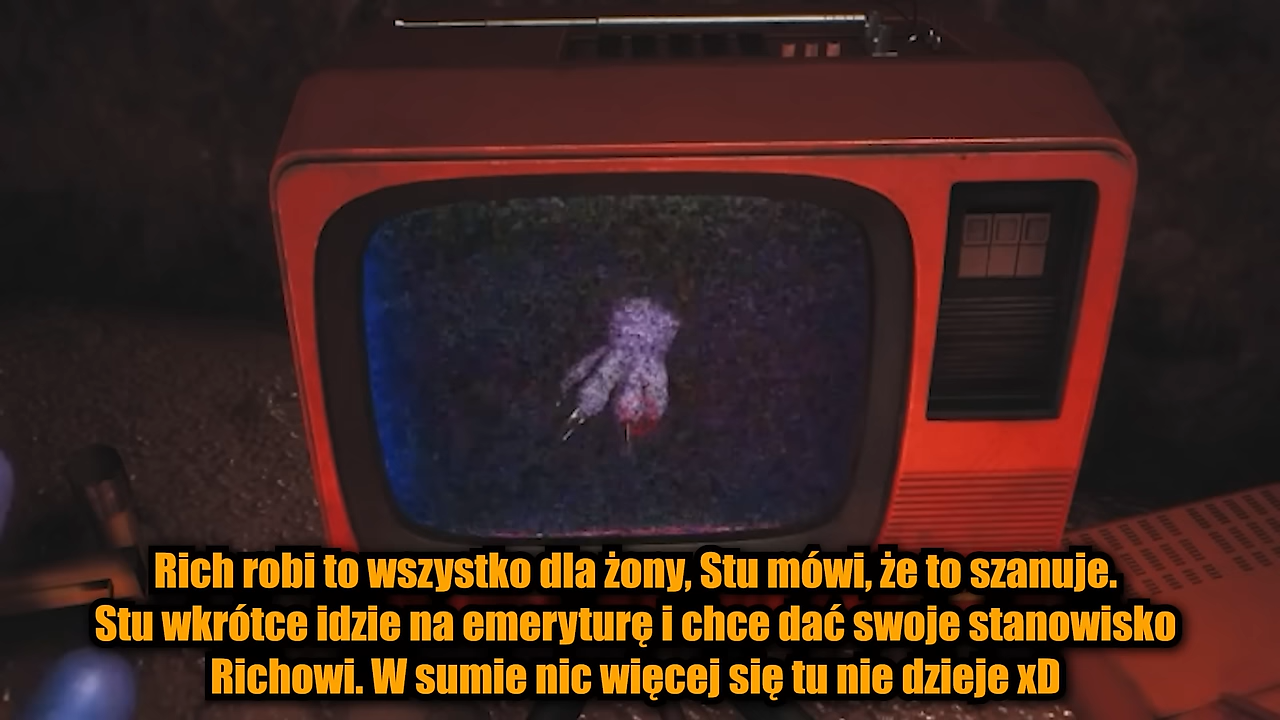 Rich robi to wszystko dla żony, Stu mówi, że to szanuje.
Stu wkrótce idzie na emeryturę i chce dać swoje stanowisko
Richowi. W sumie nic więcej się tu nie dzieje xD